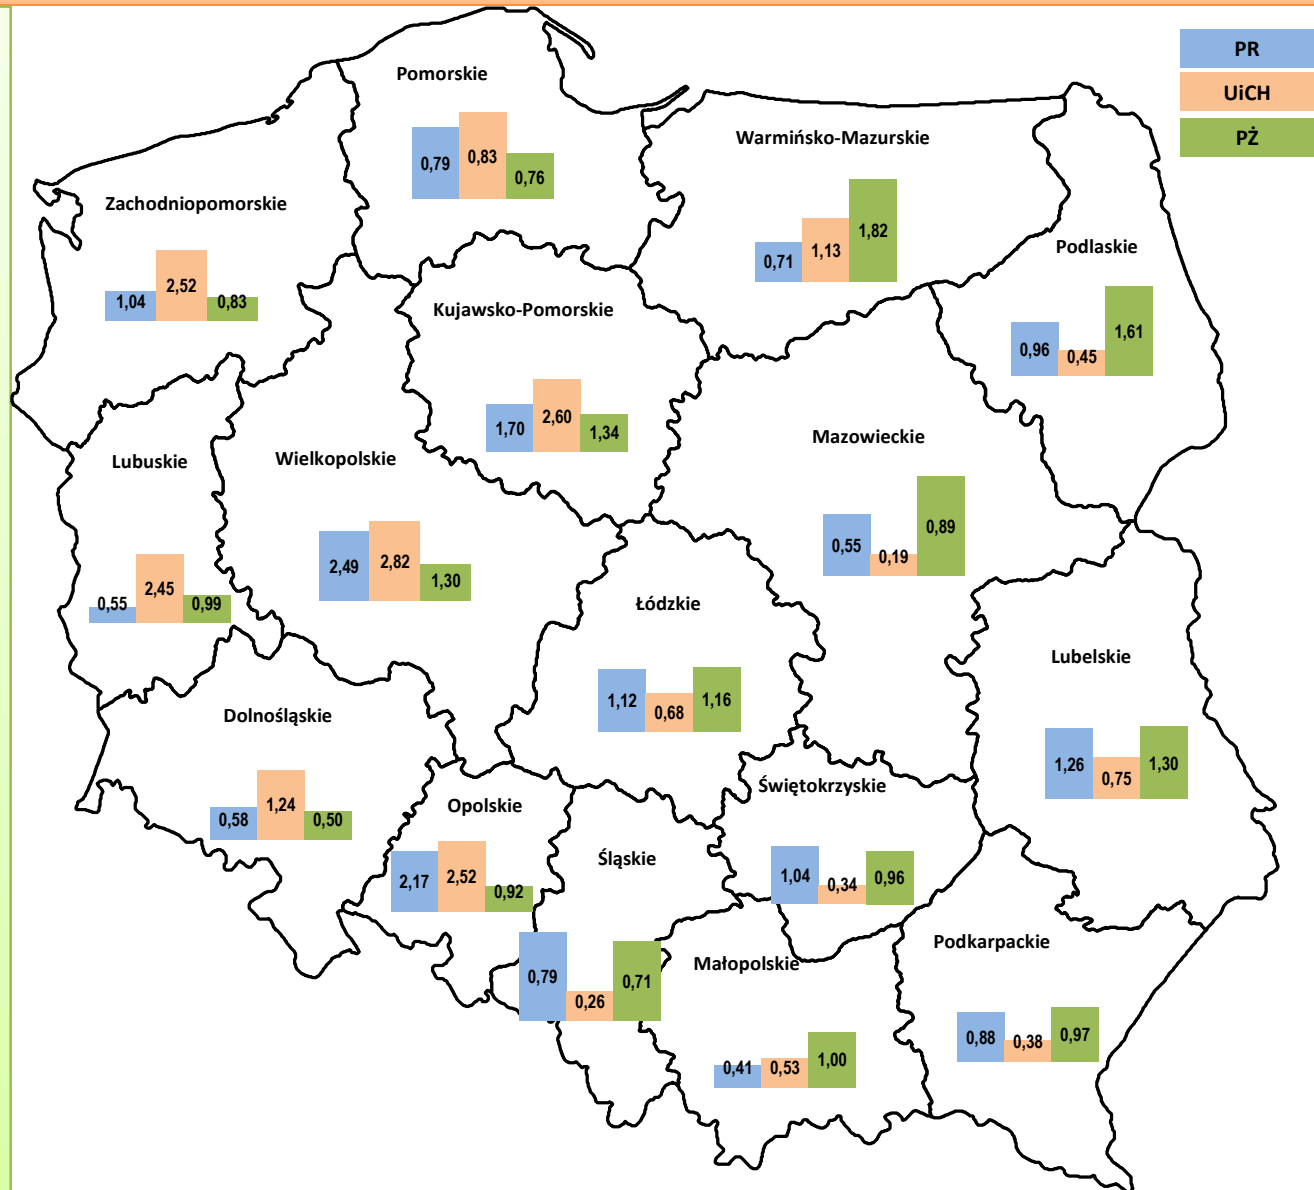 PR
UiCH
PŻ
Pomorskie
0,79 0,83 0,76
Warmińsko-Mazurskie
0,71 1,13 1,82
Zachodniopomorskie
1,04 2,52 0,83
Podlaskie
0,96 0,45 1,61
Kujawsko-Pomorskie
1,70 2,60 1,34
Mazowieckie
0,55 0,19 0,89
Lubuskie
0,55 2,45 0,99
Wielkopolskie
2,49 2,82 1,30
Łódzkie
1,12 0,68 1,16
Lubelskie
1,26 0,75 1,30
Dolnośląskie
0,58 1,24 0,50
Opolskie
2,17 2,52 0,92
Śląskie
0,79 0,26 0,71
Świętokrzyskie
1,04 0,34 0,96
Małopolskie
0,41 0,53 1,00
Podkarpackie
0,88 0,38 0,97